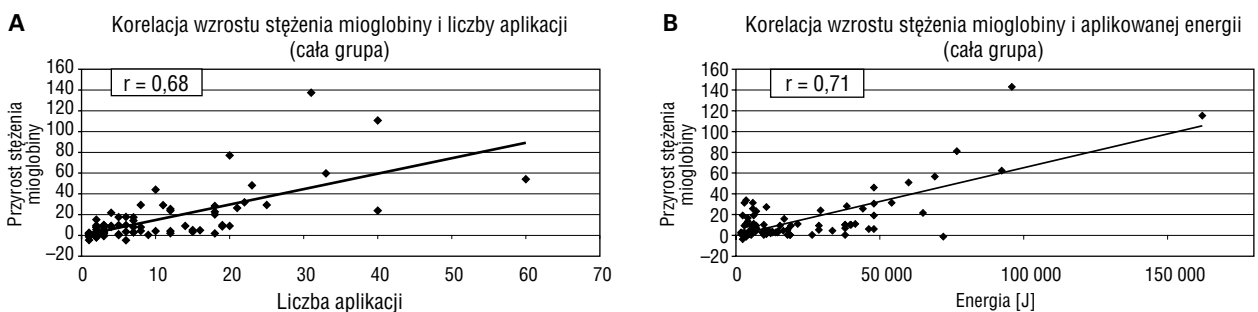 A
Korelacja wzrostu stężenia mioglobiny i liczby aplikacji
(cała grupa)
r = 0,68
Przyrost stężenia
mioglobiny
160
140
120
100
80
60
40
20
0
–20
0 10 20 30 40 50 60 70
Liczba aplikacji
B
Korelacja wzrostu stężenia mioglobiny i aplikowanej energii
(cała grupa)
r = 0,71
Przyrost stężenia
mioglobiny
160
140
120
100
80
60
40
20
0
–20
0 50 000 100 000 150 000
Energia [J]